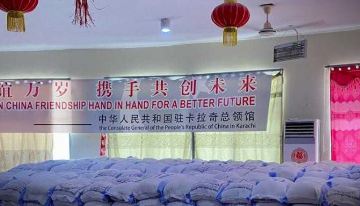 谊万岁 携手共创未来
N CHINA FRIENDSHIP HAND IN HAND FOR A BETTER FUTURE
中华人民共和国驻卡拉奇总领馆
the Consulate General of the People's Republic of China in Karachi